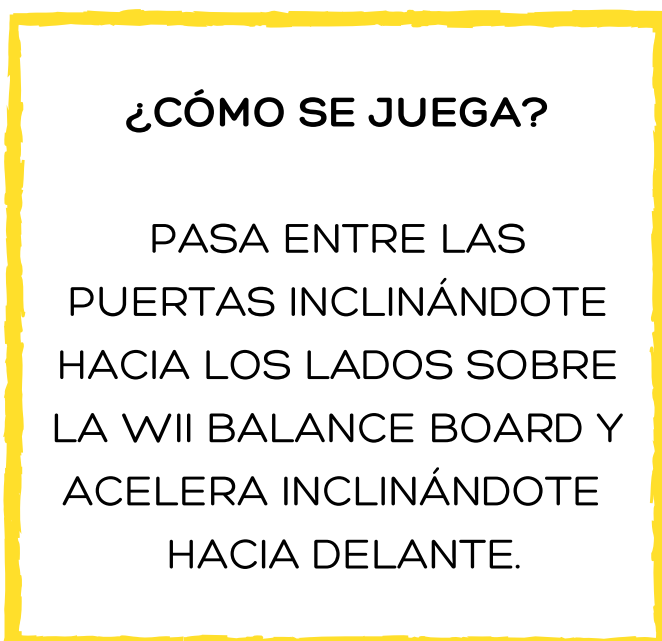 ¿CÓMO SE JUEGA?
PASA ENTRE LAS
PUERTAS INCLINÁNDOTE
HACIA LOS LADOS SOBRE
LA WII BALANCE BOARD Y
ACELERA INCLINÁNDOTE
HACIA DELANTE.